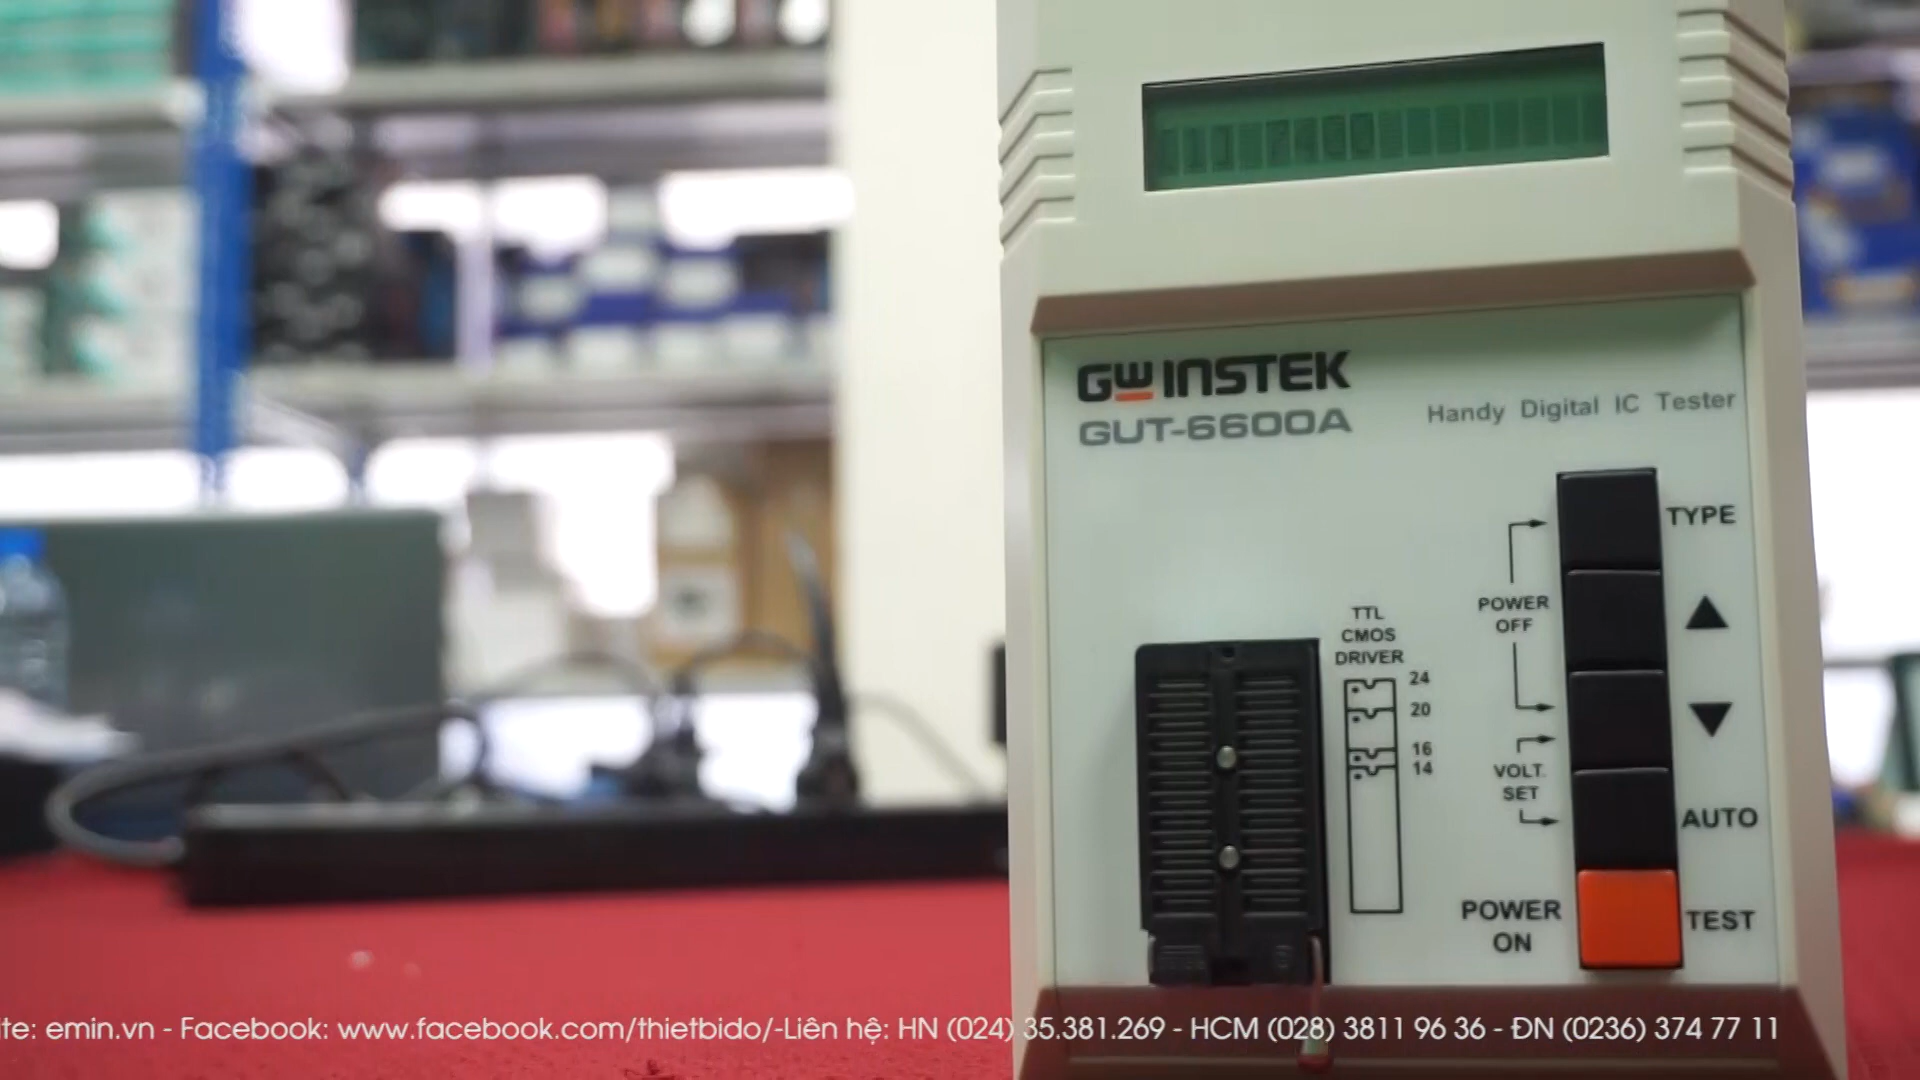 GW INSTEK
GUT-6600A
Handy Digital IC Tester
TYPE
POWER
OFF
TTL
CMOS
DRIVER
24
20
16
14
VOLT.
SET
AUTO
POWER
ON
TEST
ite: emin.vn - Facebook: www.facebook.com/thietbido/-Liên hệ: HN (024) 35.381.269 - HCM (028) 3811 96 36 - ĐN (0236) 374 77 11